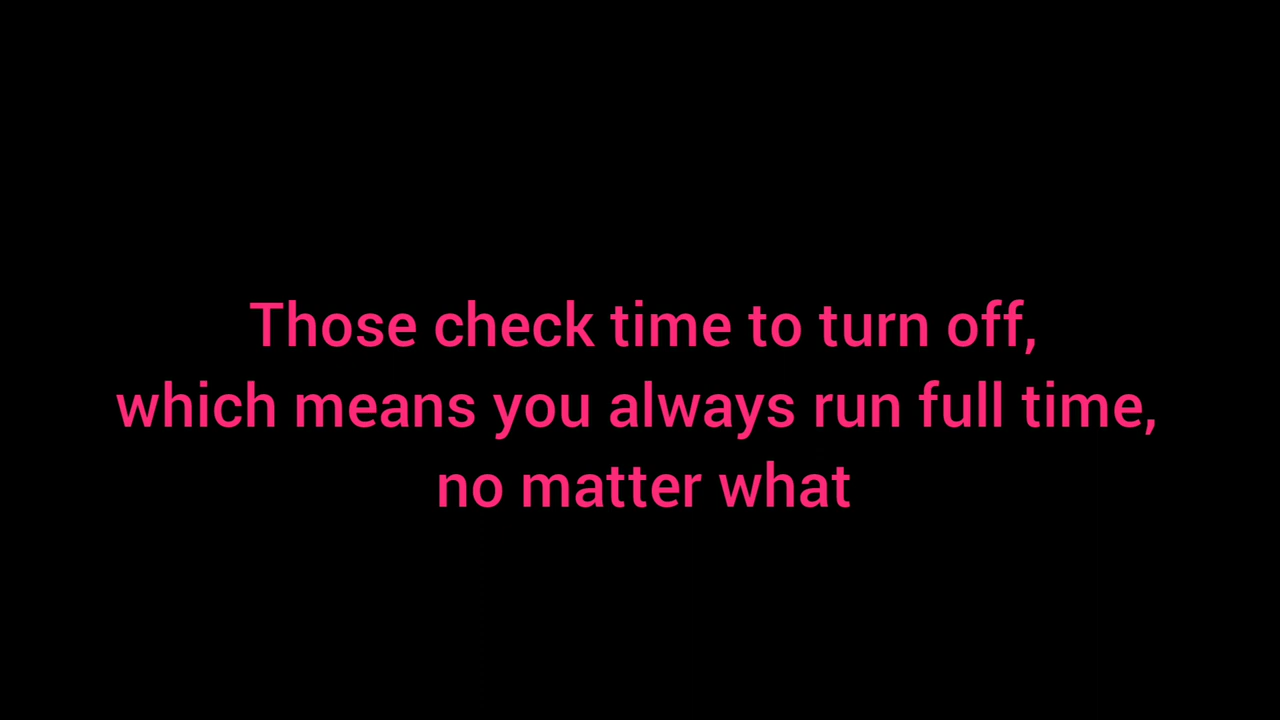 Those check time to turn off,
which means you always run full time,
no matter what